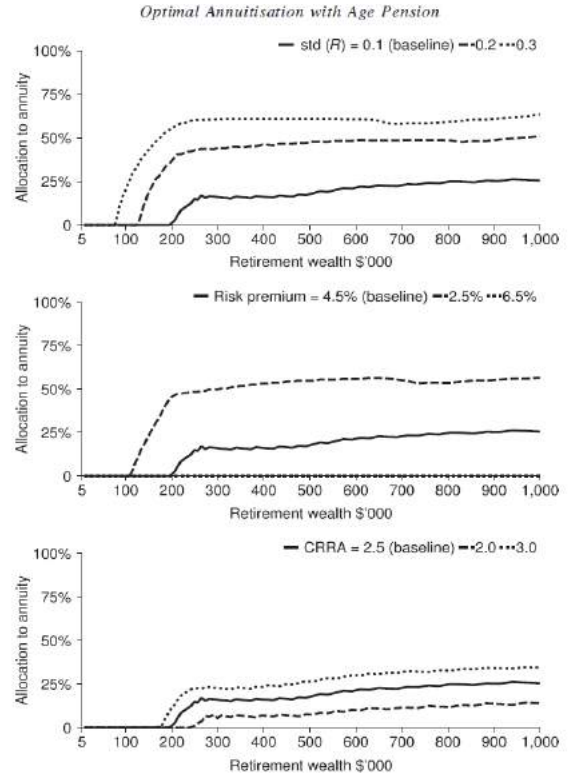 Optimal Annuitisation with Age Pension
std (R) = 0.1 (baseline) 0.2 0.3
Allocation to annuity
100%
75%
50%
25%
0
5 100 200 300 400 500 600 700 800 900 1,000
Retirement wealth $'000
Risk premium = 4.5% (baseline) 2.5% 6.5%
Allocation to annuity
100%
75%
50%
25%
0
5 100 200 300 400 500 600 700 800 900 1,000
Retirement wealth $'000
CRRA = 2.5 (baseline) 2.0 3.0
Allocation to annuity
100%
75%
50%
25%
0
5 100 200 300 400 500 600 700 800 900 1,000
Retirement wealth $'000